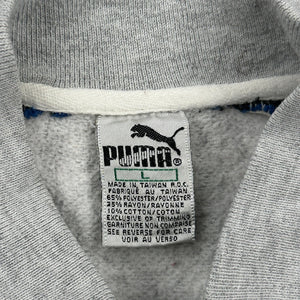 PUMA®
L
MADE IN TAIWAN R.O.C.
FABRIQUÉ AU TAIWAN
65% POLYESTER/POLYESTER
25% RAYON/RAYONNE
10% COTTON/COTON
EXCLUSIVE OF TRIMMING
GARNITURE NON COMPRISE
SEE REVERSE FOR CARE
VOIR AU VERSO